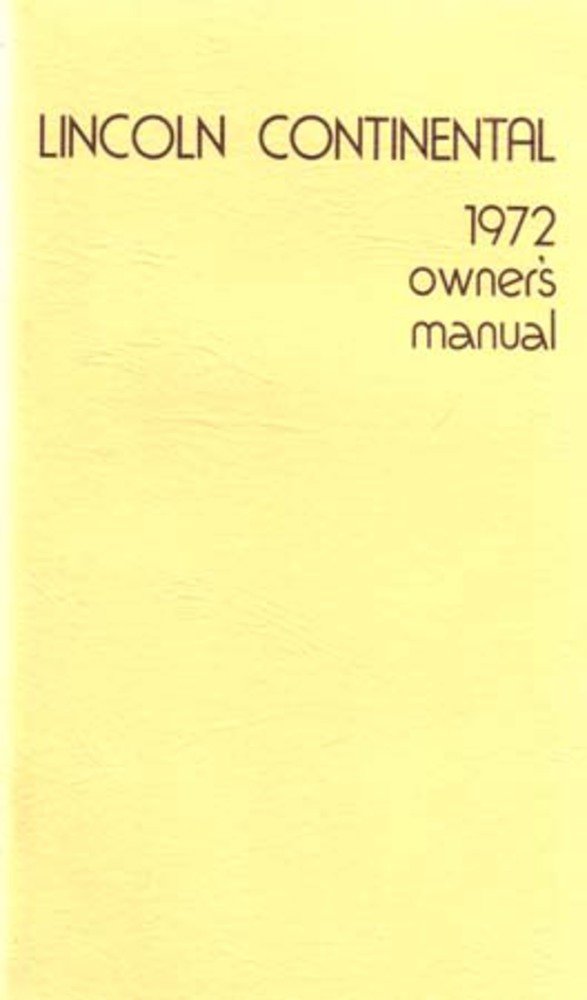 LINCOLN CONTINENTAL
1972
owner's
manual